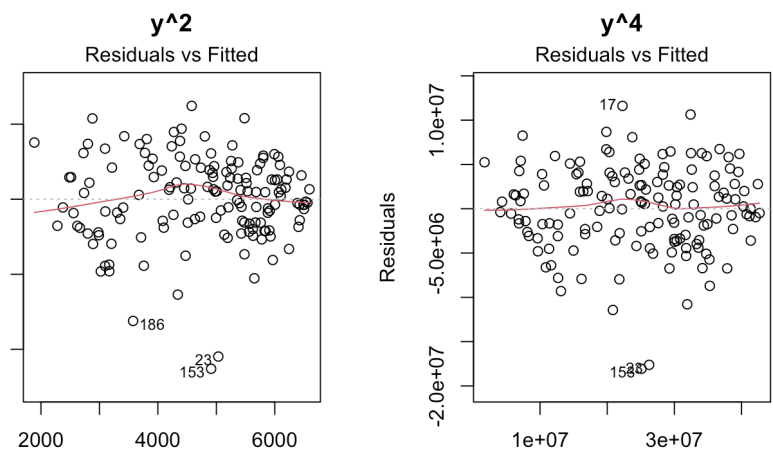 y^2
Residuals vs Fitted
186
23
153
2000
4000
6000
y^4
Residuals vs Fitted
Residuals
1.0e+07
-5.0e+06
-2.0e+07
17
153
23
1e+07
3e+07